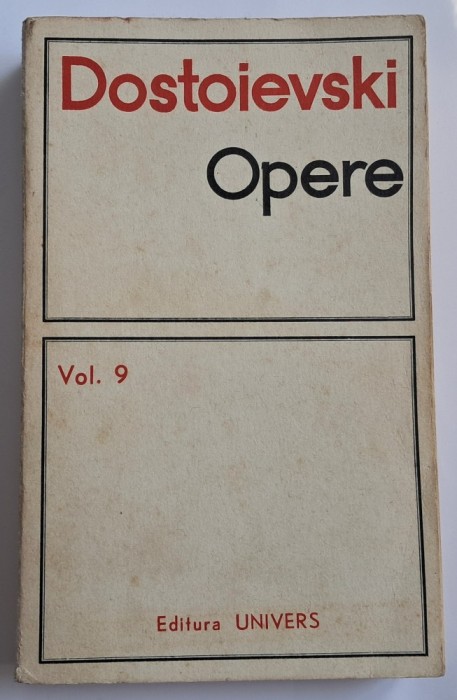 Dostoievski
Opere
Vol. 9
Editura UNIVERS